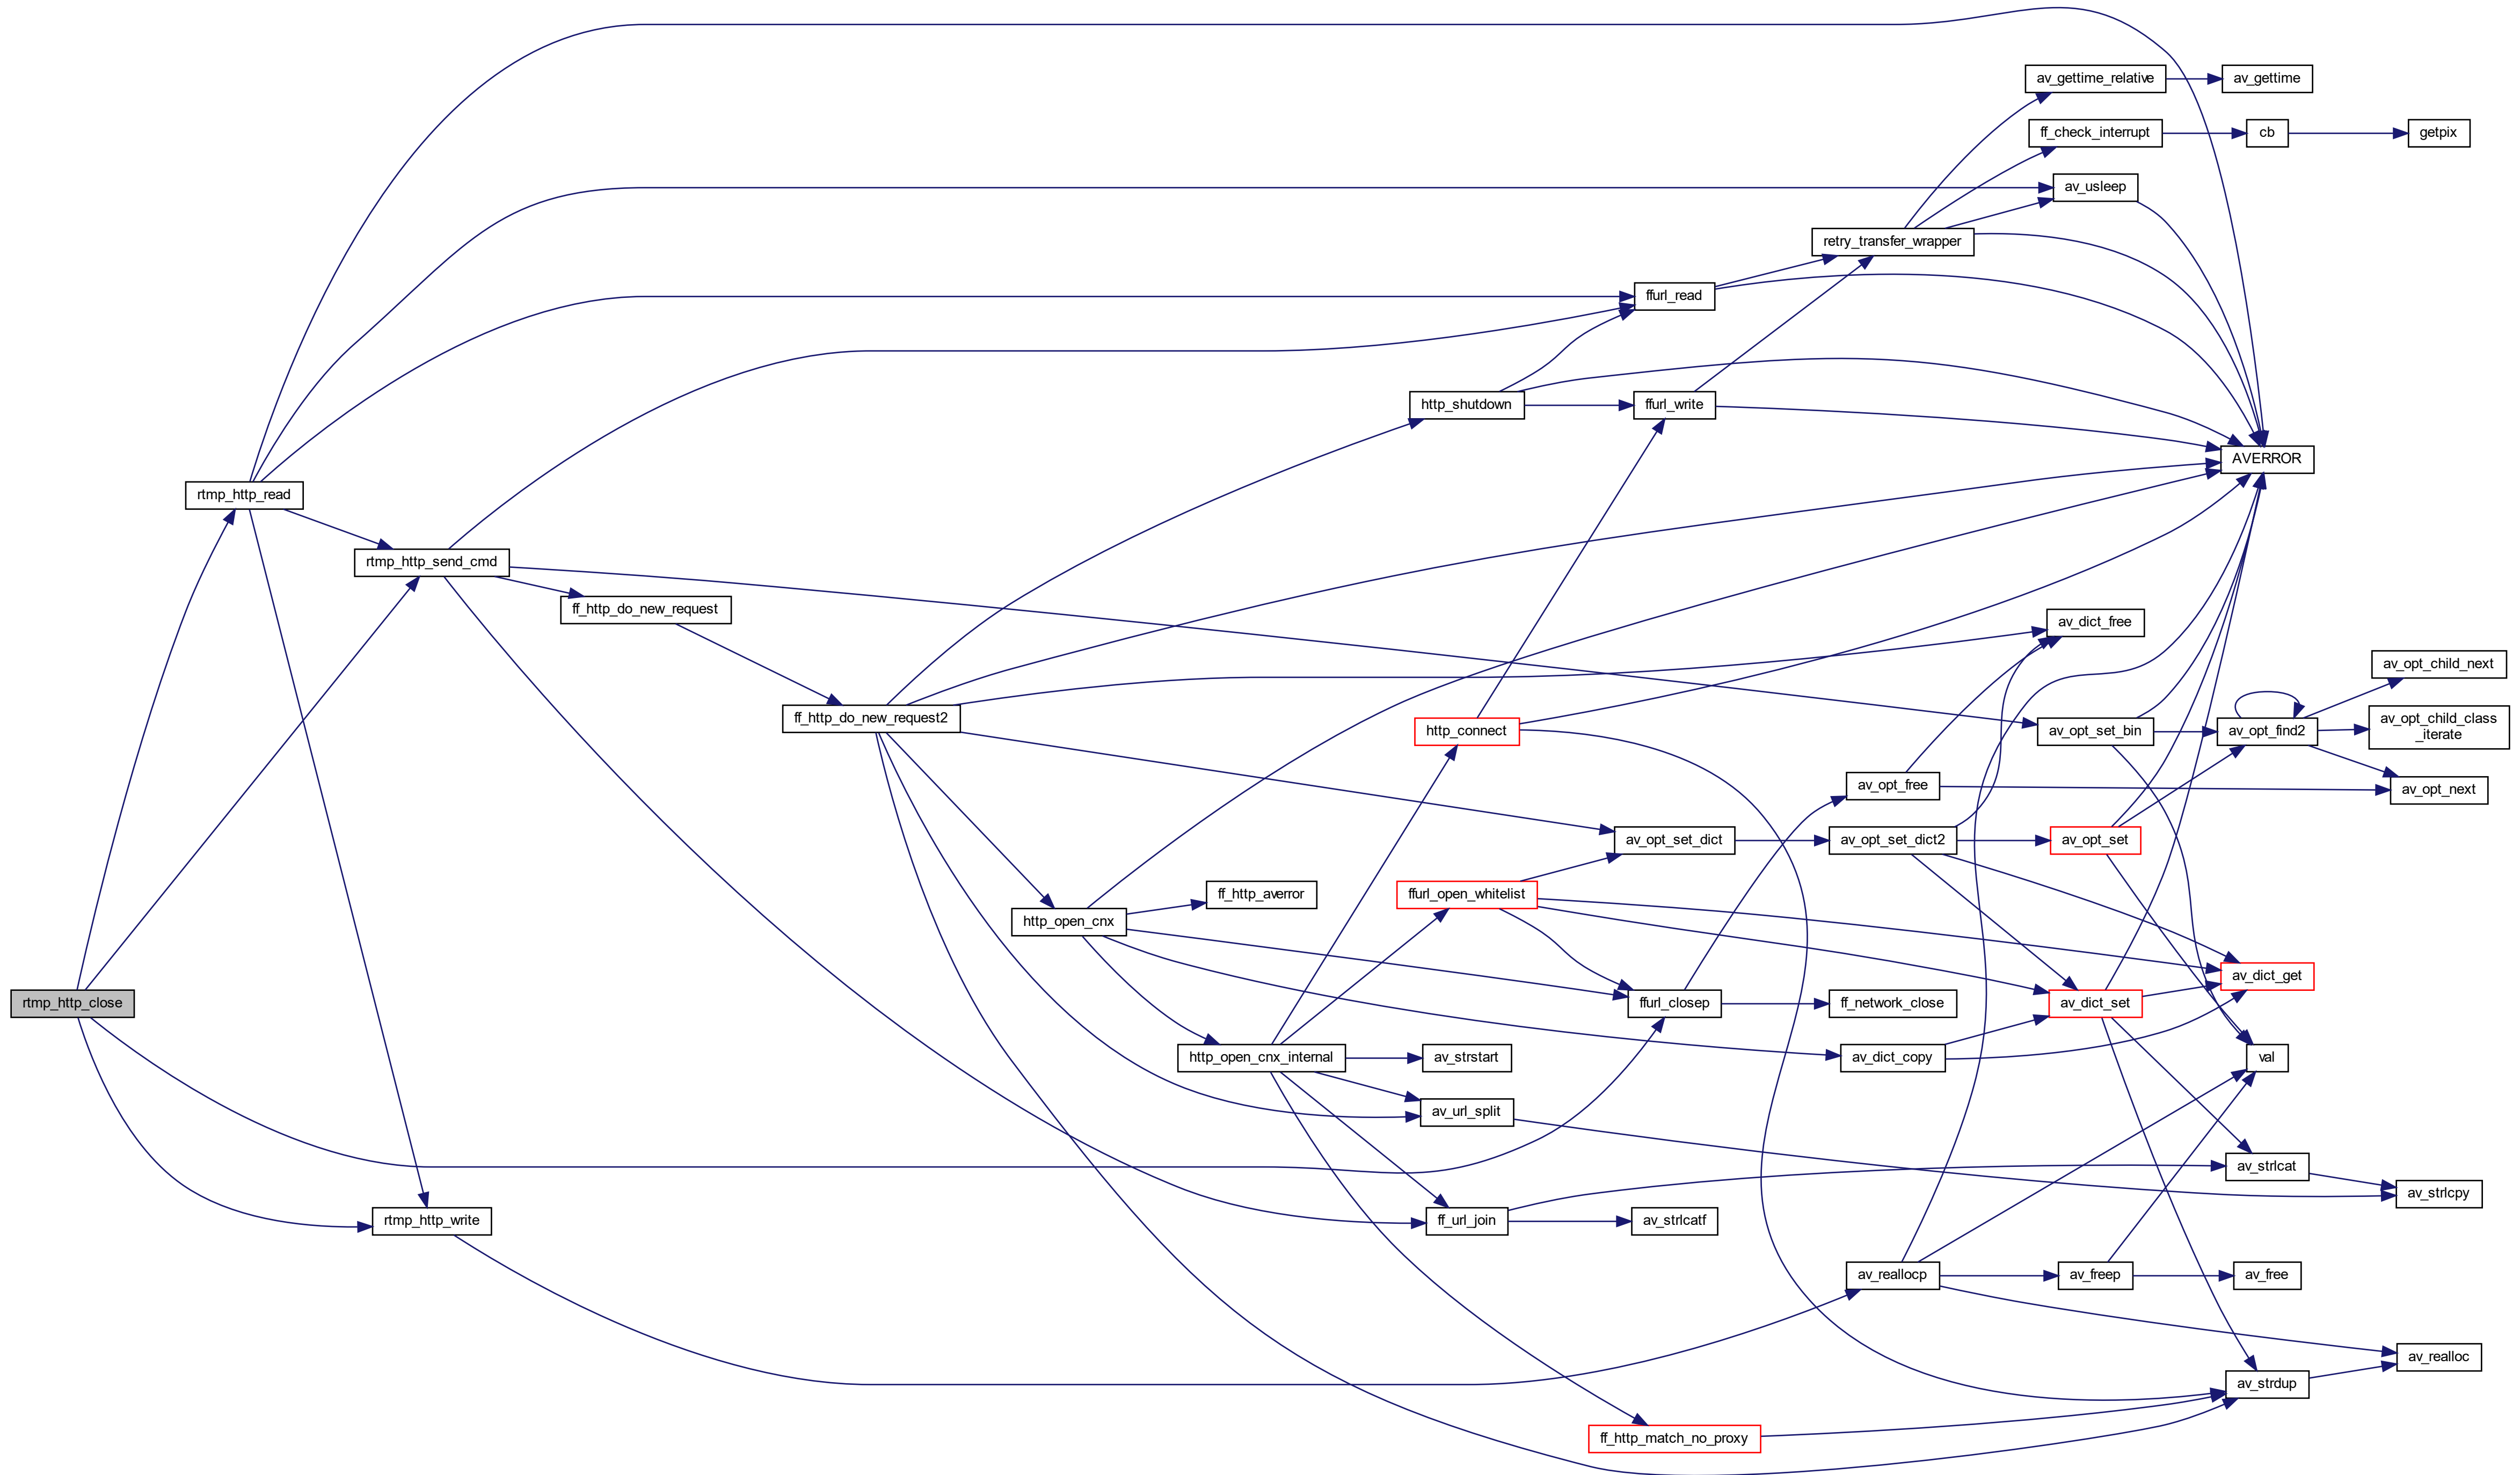 av_gettime_relative
av_gettime
ff_check_interrupt
cb
getpix
av_usleep
retry_transfer_wrapper
ffurl_read
http_shutdown
ffurl_write
AVERROR
rtmp_http_read
rtmp_http_send_cmd
ff_http_do_new_request
av_dict_free
av_opt_child_next
ff_http_do_new_request2
http_connect
av_opt_set_bin
av_opt_find2
av_opt_child_class
_iterate
av_opt_free
av_opt_next
av_opt_set_dict
av_opt_set_dict2
av_opt_set
ff_http_averror
ffurl_open_whitelist
http_open_cnx
av_dict_get
rtmp_http_close
ffurl_closep
ff_network_close
av_dict_set
http_open_cnx_internal
av_strstart
av_dict_copy
val
av_url_split
av_strlcat
av_strlcpy
rtmp_http_write
ff_url_join
av_strlcatf
av_reallocp
av_freep
av_free
av_realloc
av_strdup
ff_http_match_no_proxy